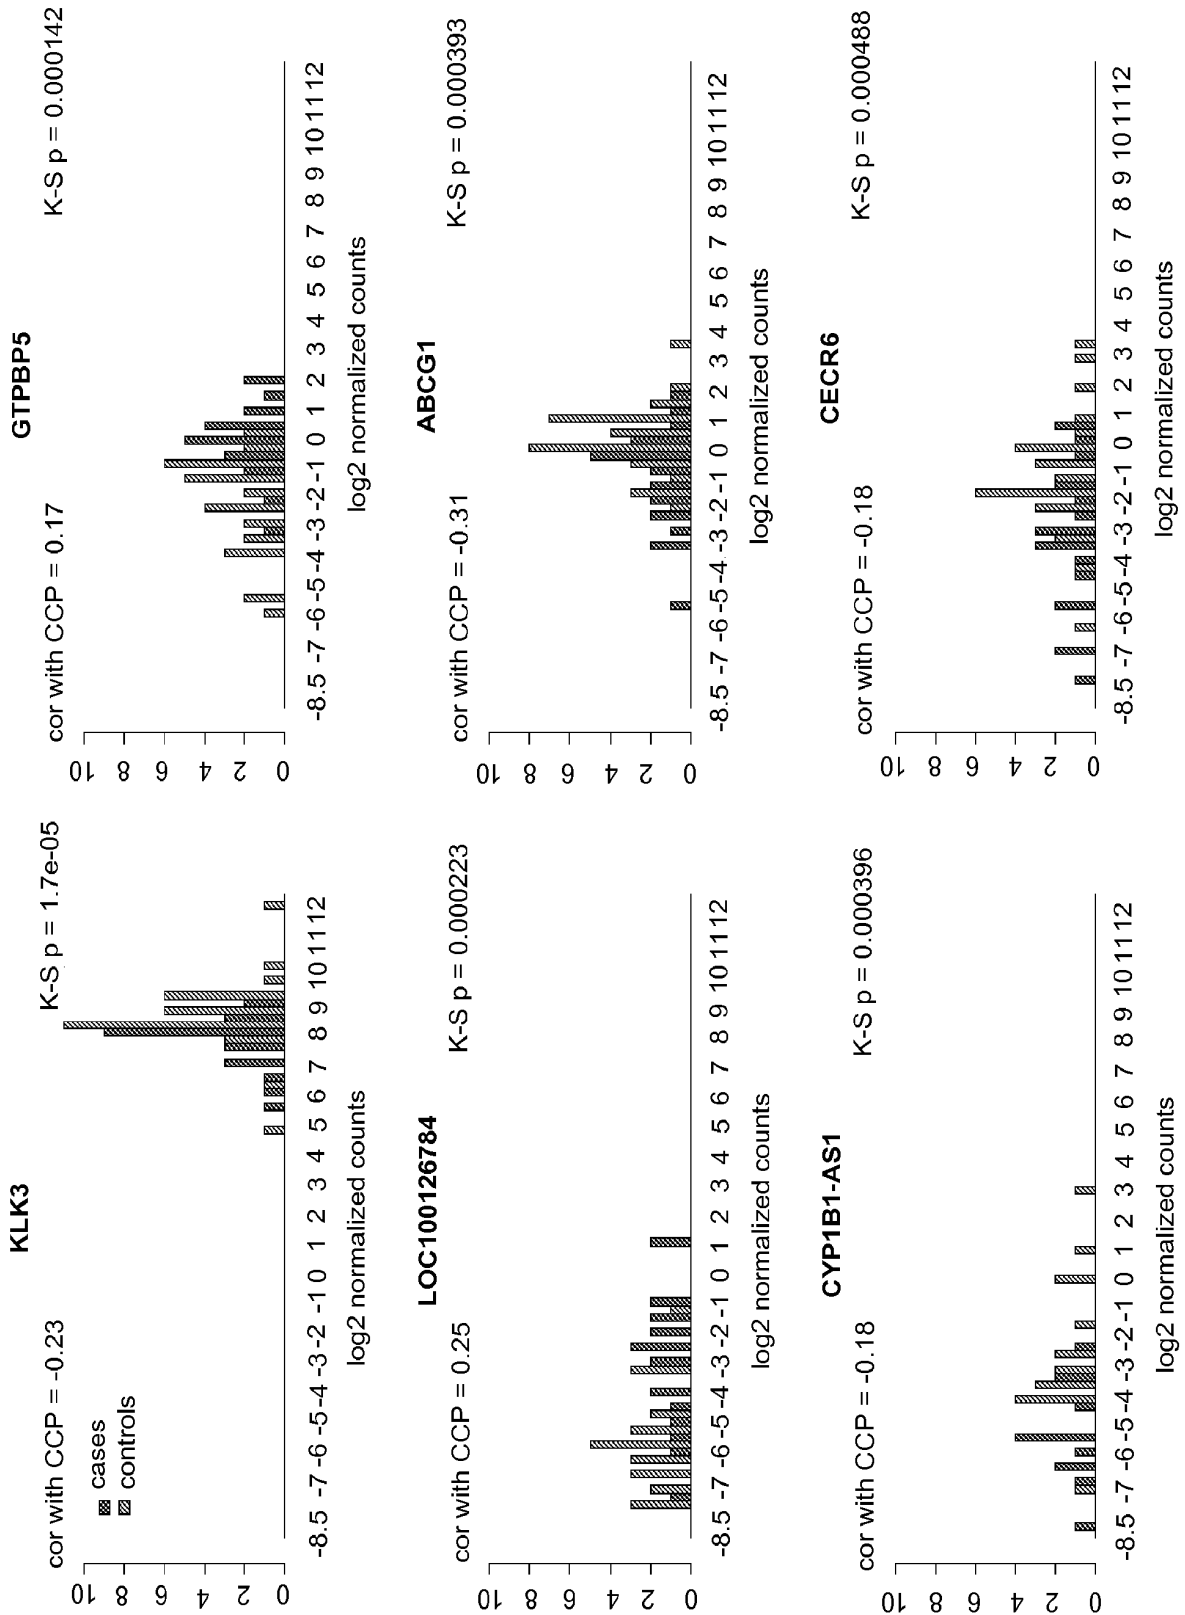 KLK3
cor with CCP = -0.23
K-S p = 1.7e-05
cases
controls
0 2 4 6 8 10
-8.5 -7 -6 -5 -4 -3 -2 -1 0 1 2 3 4 5 6 7 8 9 10 11 12
log2 normalized counts
GTPBP5
cor with CCP = 0.17
K-S p = 0.000142
0 2 4 6 8 10
-8.5 -7 -6 -5 -4 -3 -2 -1 0 1 2 3 4 5 6 7 8 9 10 11 12
log2 normalized counts
LOC100126784
cor with CCP = 0.25
K-S p = 0.000223
0 2 4 6 8 10
-8.5 -7 -6 -5 -4 -3 -2 -1 0 1 2 3 4 5 6 7 8 9 10 11 12
log2 normalized counts
ABCG1
cor with CCP = -0.31
K-S p = 0.000393
0 2 4 6 8 10
-8.5 -7 -6 -5 -4 -3 -2 -1 0 1 2 3 4 5 6 7 8 9 10 11 12
log2 normalized counts
CYP1B1-AS1
cor with CCP = -0.18
K-S p = 0.000396
0 2 4 6 8 10
-8.5 -7 -6 -5 -4 -3 -2 -1 0 1 2 3 4 5 6 7 8 9 10 11 12
log2 normalized counts
CECR6
cor with CCP = -0.18
K-S p = 0.000488
0 2 4 6 8 10
-8.5 -7 -6 -5 -4 -3 -2 -1 0 1 2 3 4 5 6 7 8 9 10 11 12
log2 normalized counts